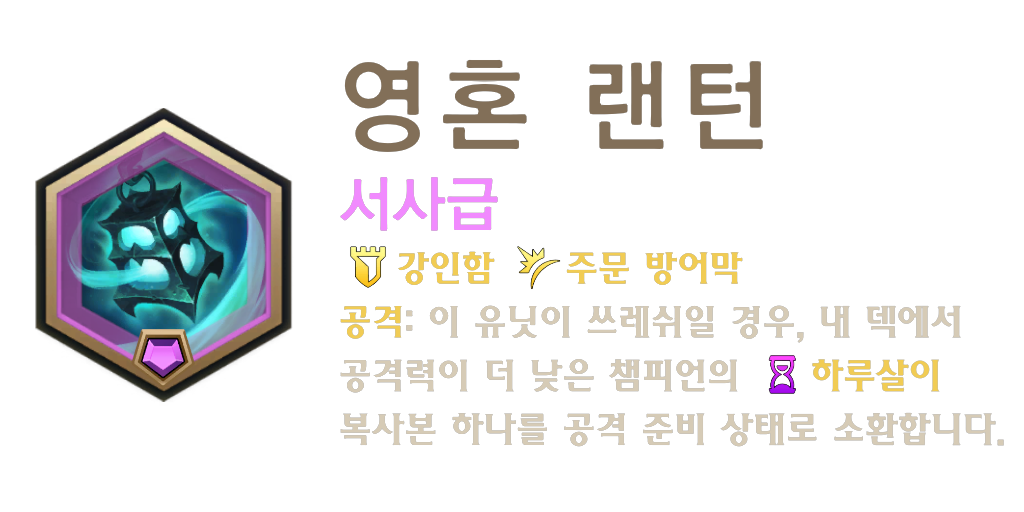 영혼 랜턴
서사급
강인함 주문 방어막
공격: 이 유닛이 쓰레쉬일 경우, 내 덱에서
공격력이 더 낮은 챔피언의 하루살이
복사본 하나를 공격 준비 상태로 소환합니다.